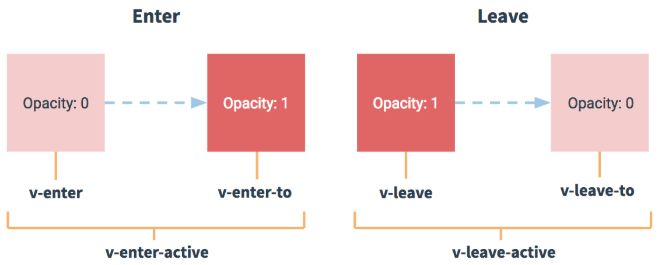 Enter
Leave
Opacity: 0
Opacity: 1
Opacity: 1
Opacity: 0
v-enter
v-enter-to
v-leave
v-leave-to
v-enter-active
v-leave-active